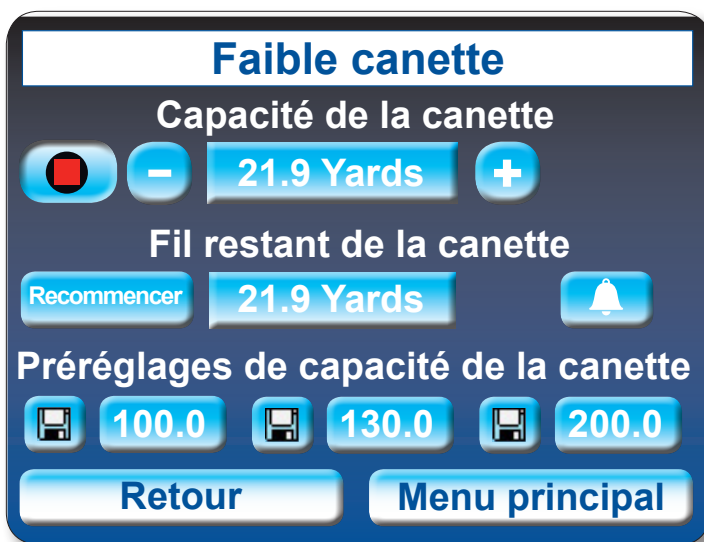 Faible canette
Capacité de la canette
- 21.9 Yards +
Fil restant de la canette
Recommencer 21.9 Yards
Préréglages de capacité de la canette
100.0 130.0 200.0
Retour Menu principal